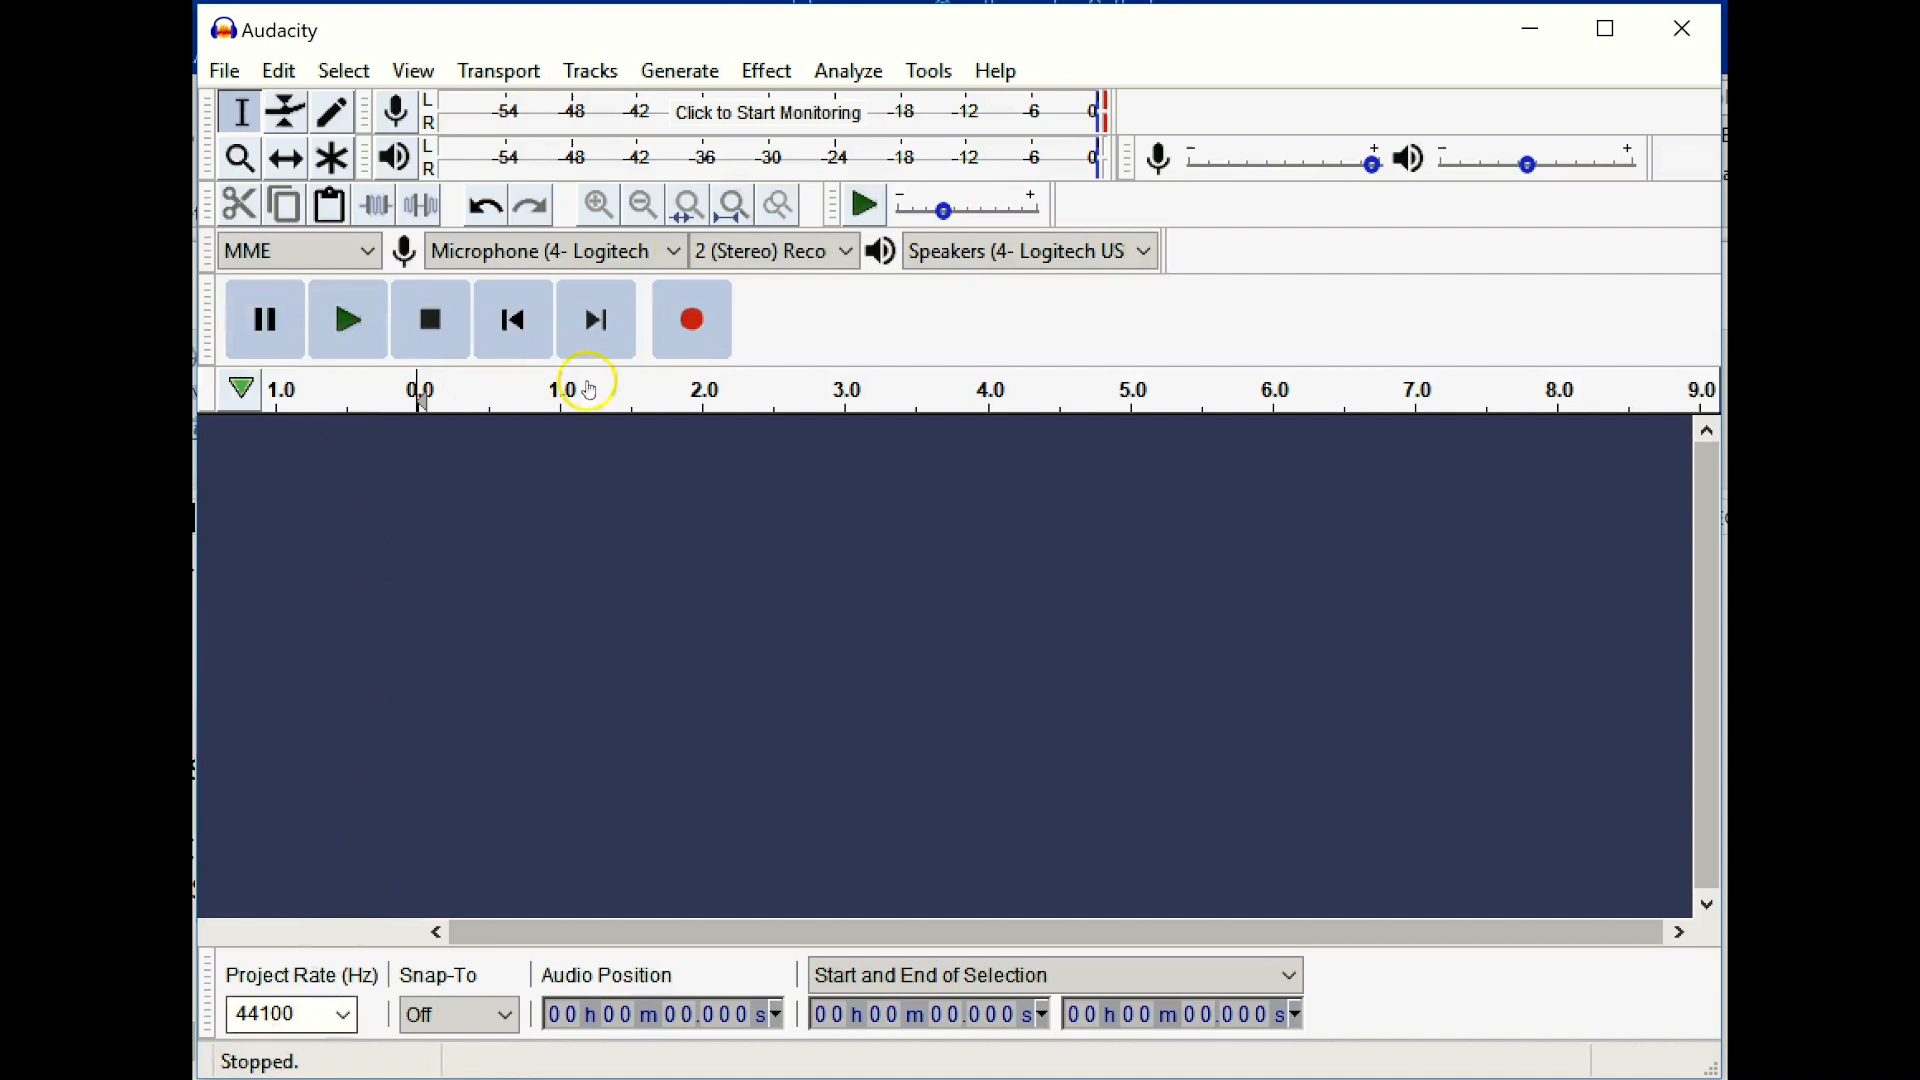 Audacity
File Edit Select View Transport Tracks Generate Effect Analyze Tools Help
L
R
-54 -48 -42 Click to Start Monitoring -18 -12 -6 0
L
R
-54 -48 -42 -36 -30 -24 -18 -12 -6 0
- + - +
- +
MME Microphone (4- Logitech 2 (Stereo) Reco Speakers (4- Logitech US
1.0 0.0 1.0 2.0 3.0 4.0 5.0 6.0 7.0 8.0 9.0
Project Rate (Hz) Snap-To Audio Position Start and End of Selection
44100 Off 00 h 00 m 00.000 s 00 h 00 m 00.000 s 00 h 00 m 00.000 s
Stopped.